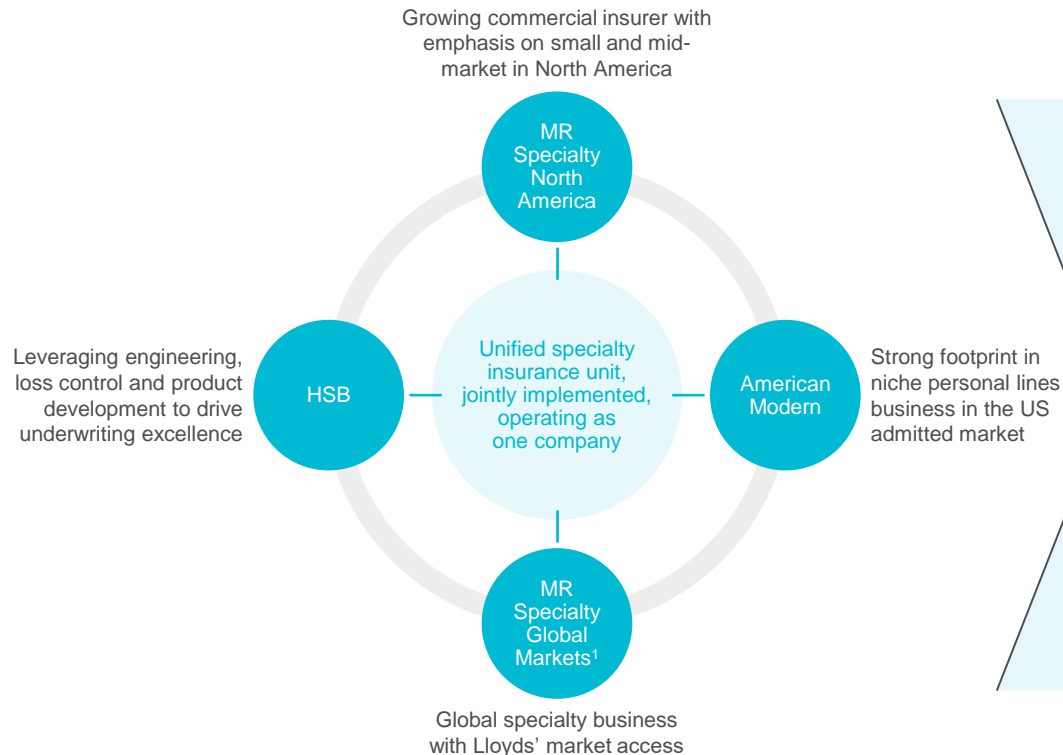 Growing commercial insurer with
emphasis on small and mid-
market in North America
MR
Specialty
North
America
Leveraging engineering,
loss control and product
development to drive
underwriting excellence
HSB
Unified specialty
insurance unit,
jointly implemented,
operating as
one company
American
Modern
Strong footprint in
niche personal lines
business in the US
admitted market
MR
Specialty
Global
Markets¹
Global specialty business
with Lloyds' market access